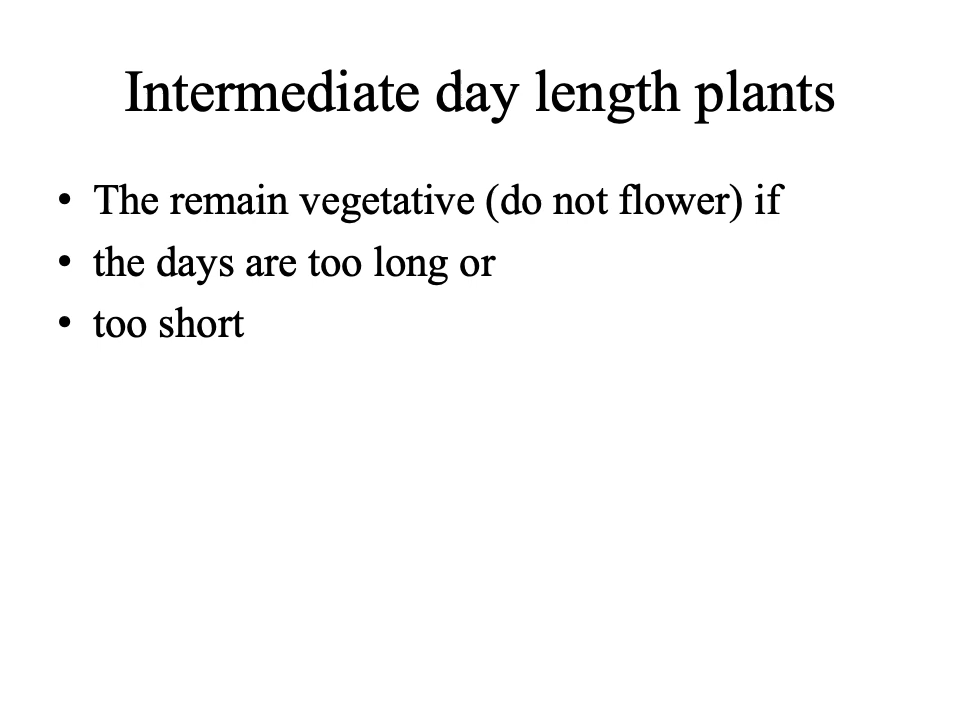 Intermediate day length plants
• The remain vegetative (do not flower) if
• the days are too long or
• too short